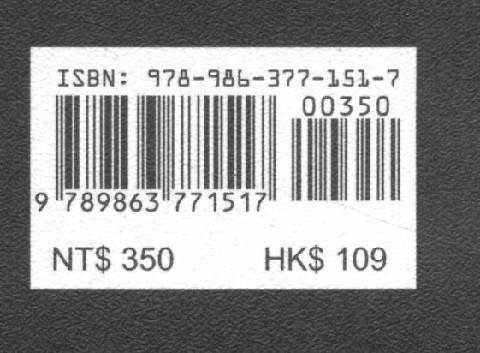 ISBN: 978-986-377-151-7
00350
9 789863 771517
NT$ 350 HK$ 109